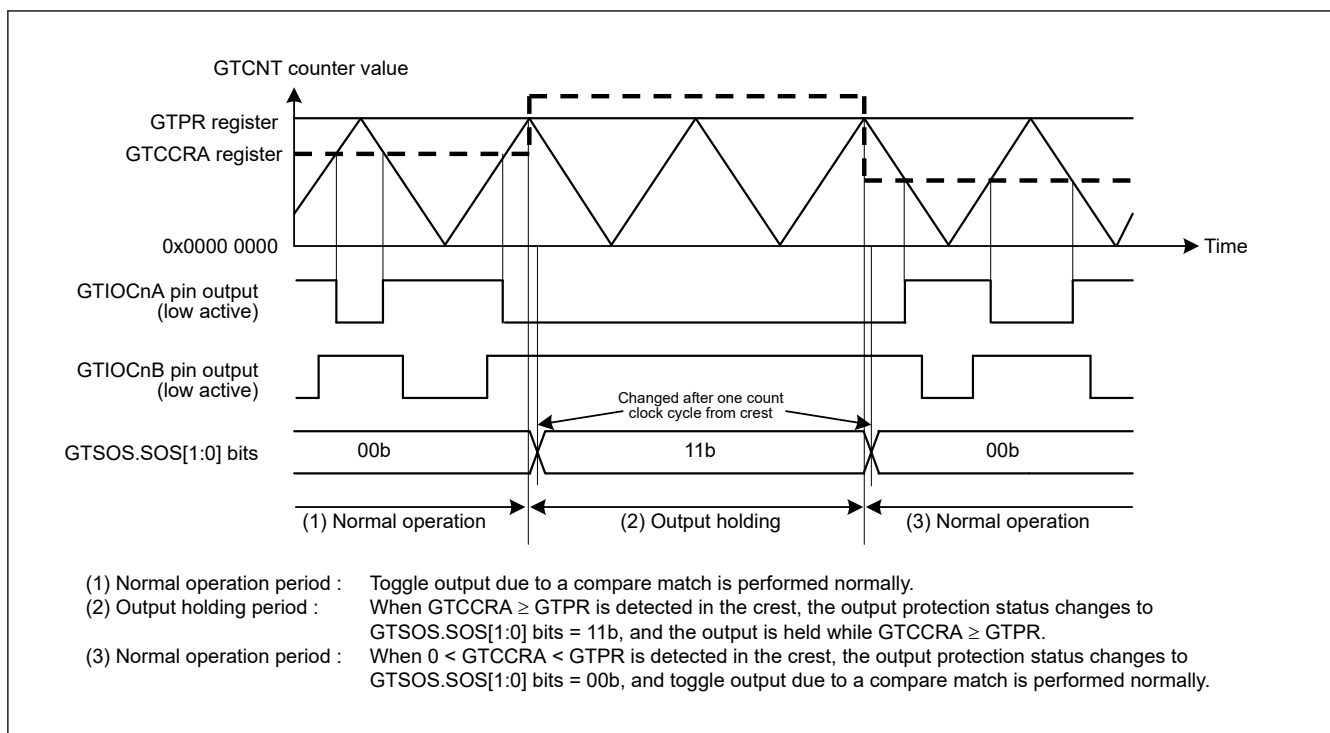 GTCNT counter value
GTPR register
GTCCRA register
0x0000 0000
Time
GTIOCnA pin output
(low active)
GTIOCnB pin output
(low active)
Changed after one count
clock cycle from crest
GTSOS.SOS[1:0] bits
00b
11b
00b
(1) Normal operation
(2) Output holding
(3) Normal operation
(1) Normal operation period : Toggle output due to a compare match is performed normally.
(2) Output holding period : When GTCCRA ≥ GTPR is detected in the crest, the output protection status changes to
GTSOS.SOS[1:0] bits = 11b, and the output is held while GTCCRA ≥ GTPR.
(3) Normal operation period : When 0 < GTCCRA < GTPR is detected in the crest, the output protection status changes to
GTSOS.SOS[1:0] bits = 00b, and toggle output due to a compare match is performed normally.